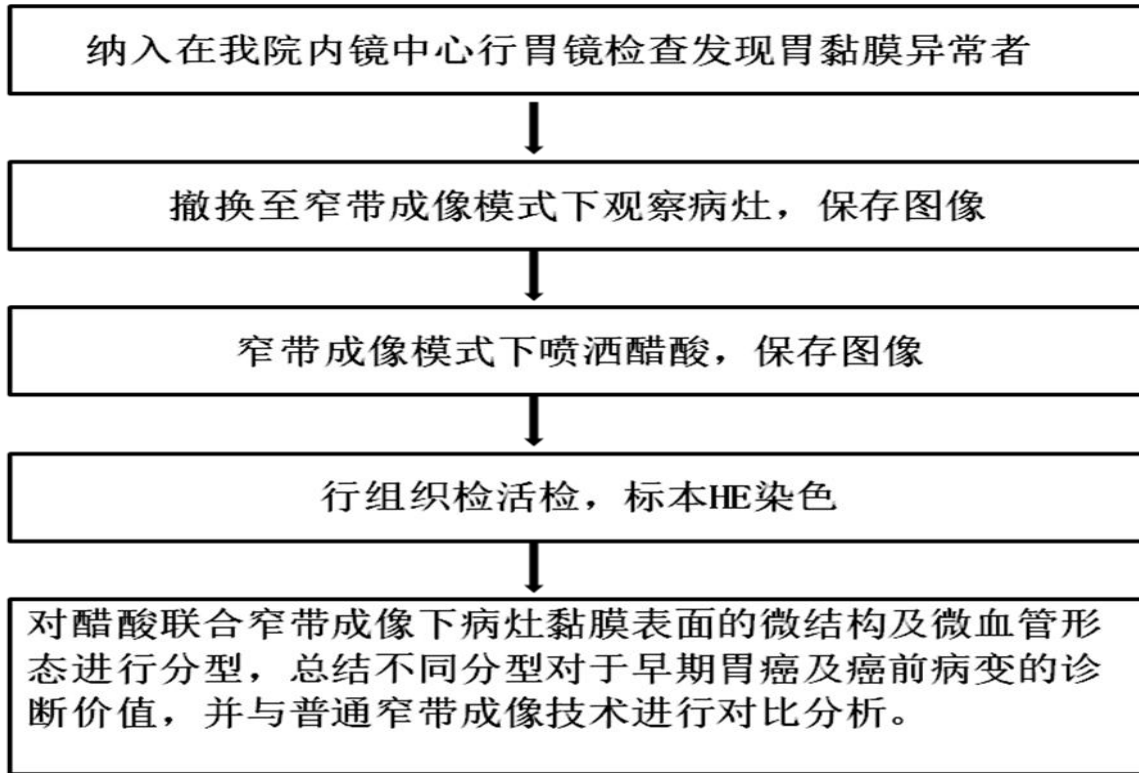 纳入在我院内镜中心行胃镜检查发现胃黏膜异常者
撤换至窄带成像模式下观察病灶，保存图像
窄带成像模式下喷洒醋酸，保存图像
行组织检活检，标本HE染色
对醋酸联合窄带成像下病灶黏膜表面的微结构及微血管形
态进行分型，总结不同分型对于早期胃癌及癌前病变的诊
断价值，并与普通窄带成像技术进行对比分析。